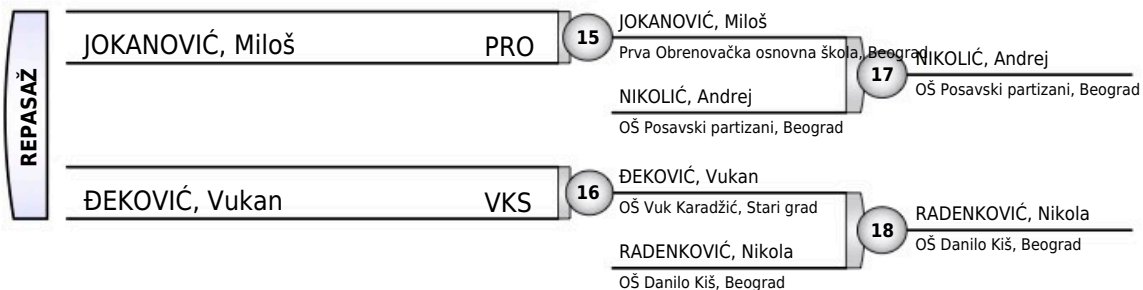 REPASAŽ
JOKANOVIĆ, Miloš PRO
15
JOKANOVIĆ, Miloš
Prva Obrenovačka osnovna škola, Beograd
NIKOLIĆ, Andrej
OŠ Posavski partizani, Beograd
17
NIKOLIĆ, Andrej
OŠ Posavski partizani, Beograd
ĐEKOVIĆ, Vukan VKS
16
ĐEKOVIĆ, Vukan
OŠ Vuk Karadžić, Stari grad
RADENKOVIĆ, Nikola
OŠ Danilo Kiš, Beograd
18
RADENKOVIĆ, Nikola
OŠ Danilo Kiš, Beograd